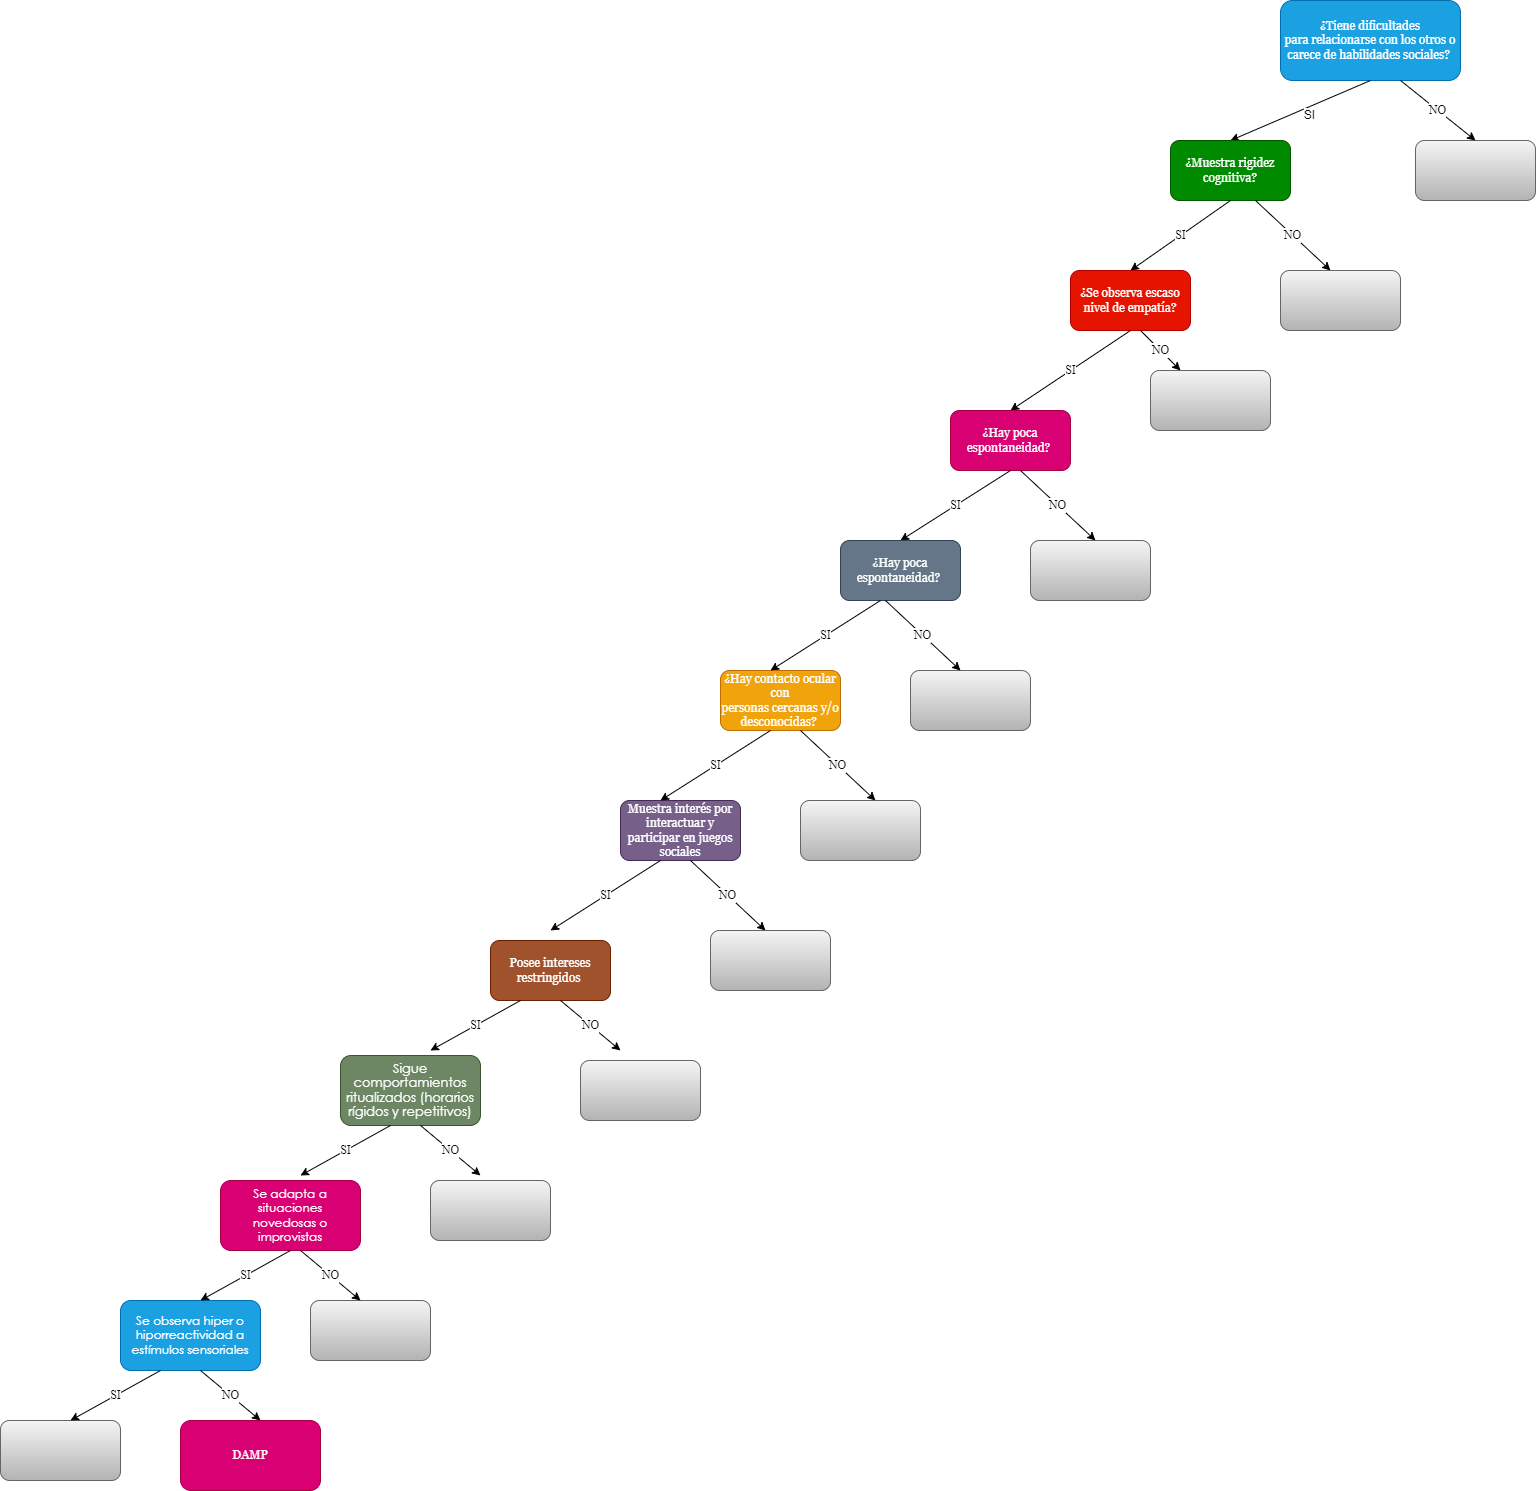 ¿Tiene dificultades
para relacionarse con los otros o
carece de habilidades sociales?
SI
NO
¿Muestra rigidez
cognitiva?
SI
NO
¿Se observa escaso
nivel de empatía?
SI
NO
¿Hay poca
espontaneidad?
SI
NO
¿Hay poca
espontaneidad?
SI
NO
¿Hay contacto ocular
con
personas cercanas y/o
desconocidas?
SI
NO
Muestra interés por
interactuar y
participar en juegos
sociales
SI
NO
Posee intereses
restringidos
SI
NO
Sigue
comportamientos
ritualizados (horarios
rígidos y repetitivos)
SI
NO
Se adapta a
situaciones
novedosas o
improvistas
SI
NO
Se observa hiper o
hiporreactividad a
estímulos sensoriales
SI
NO
DAMP